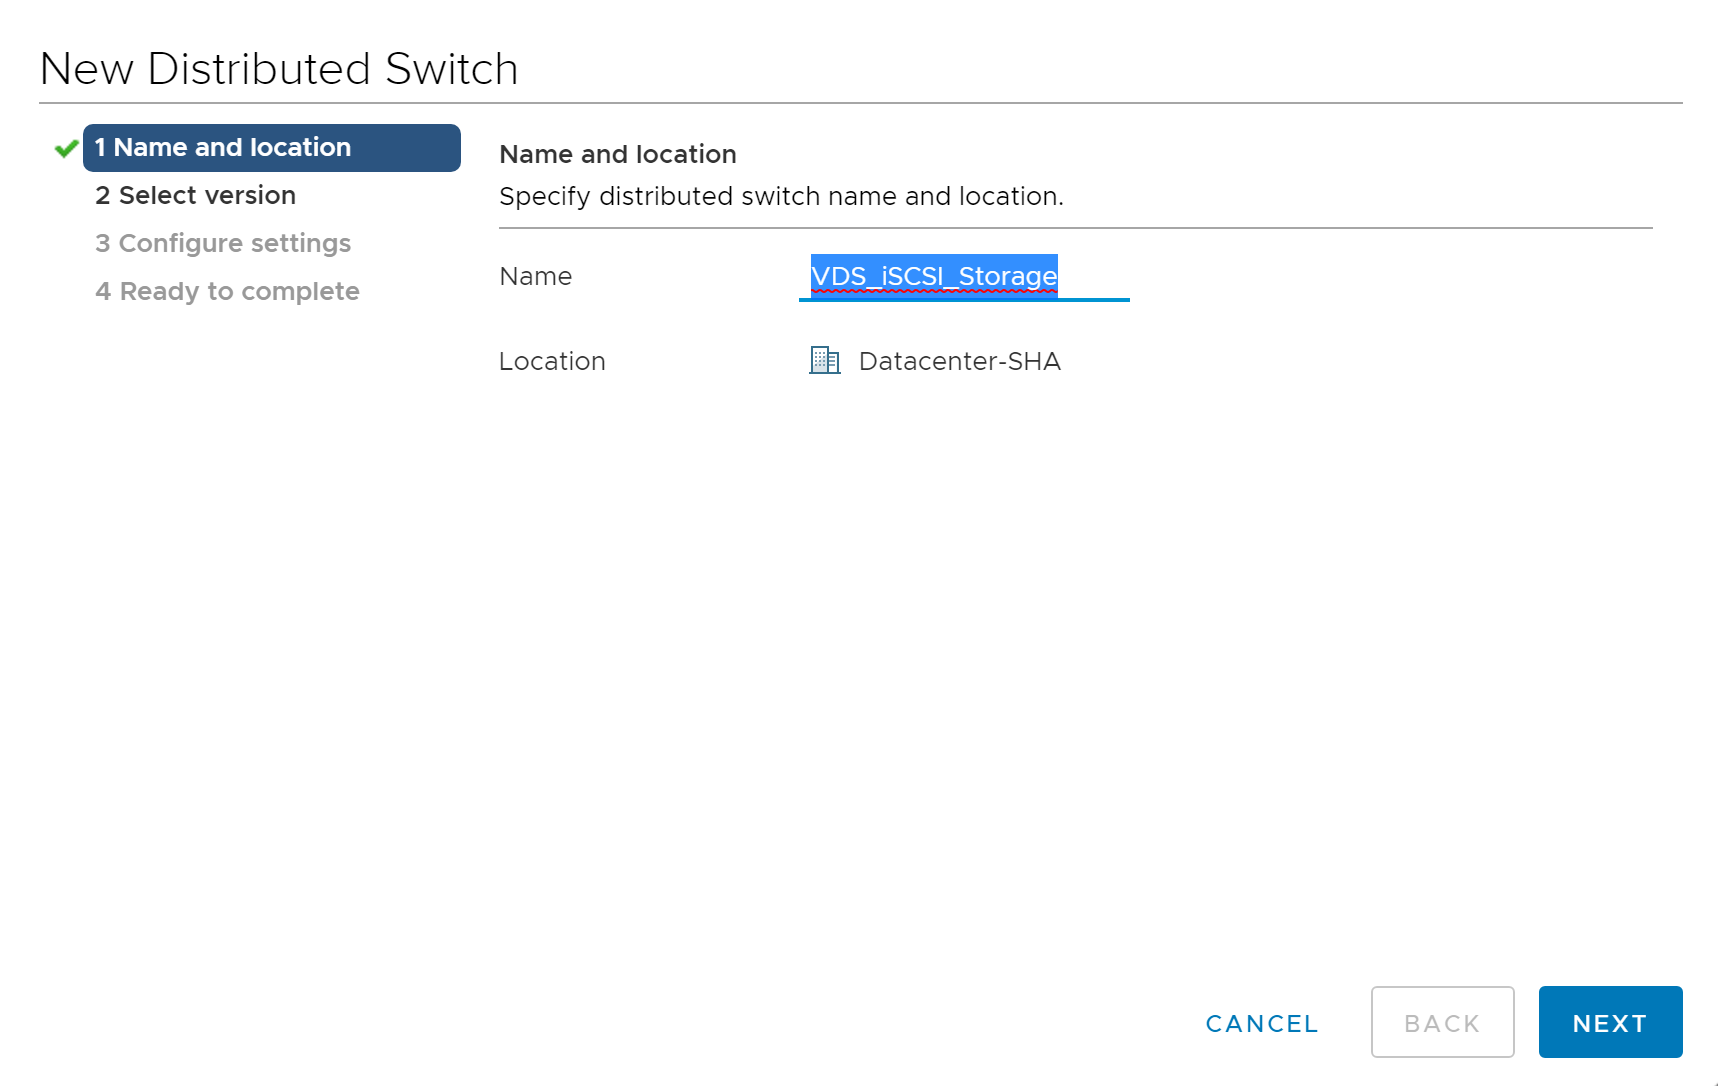 New Distributed Switch
1 Name and location
2 Select version
3 Configure settings
4 Ready to complete
Name and location
Specify distributed switch name and location.
Name VDS_iSCSI_Storage
Location Datacenter-SHA
CANCEL BACK NEXT